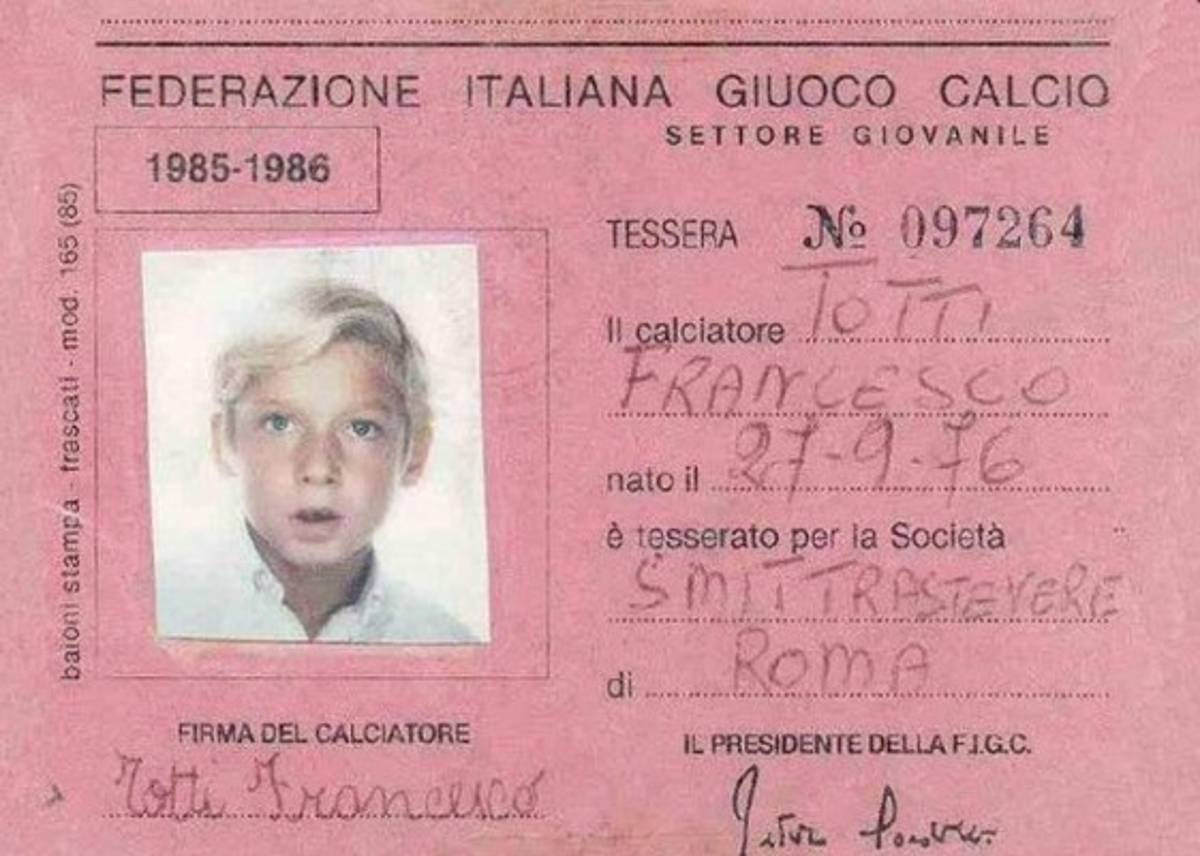 FEDERAZIONE ITALIANA GIUOCO CALCIO
SETTORE GIOVANILE
1985-1986
baioni stampa - frascati - mod. 165 (85)
TESSERA № 097264
Il calciatore TOTTI
FRANCESCO
nato il 27-9-76
è tesserato per la Società
SMIT TRASTEVERE
di ROMA
FIRMA DEL CALCIATORE
Totti Francesco
IL PRESIDENTE DELLA F.I.G.C.